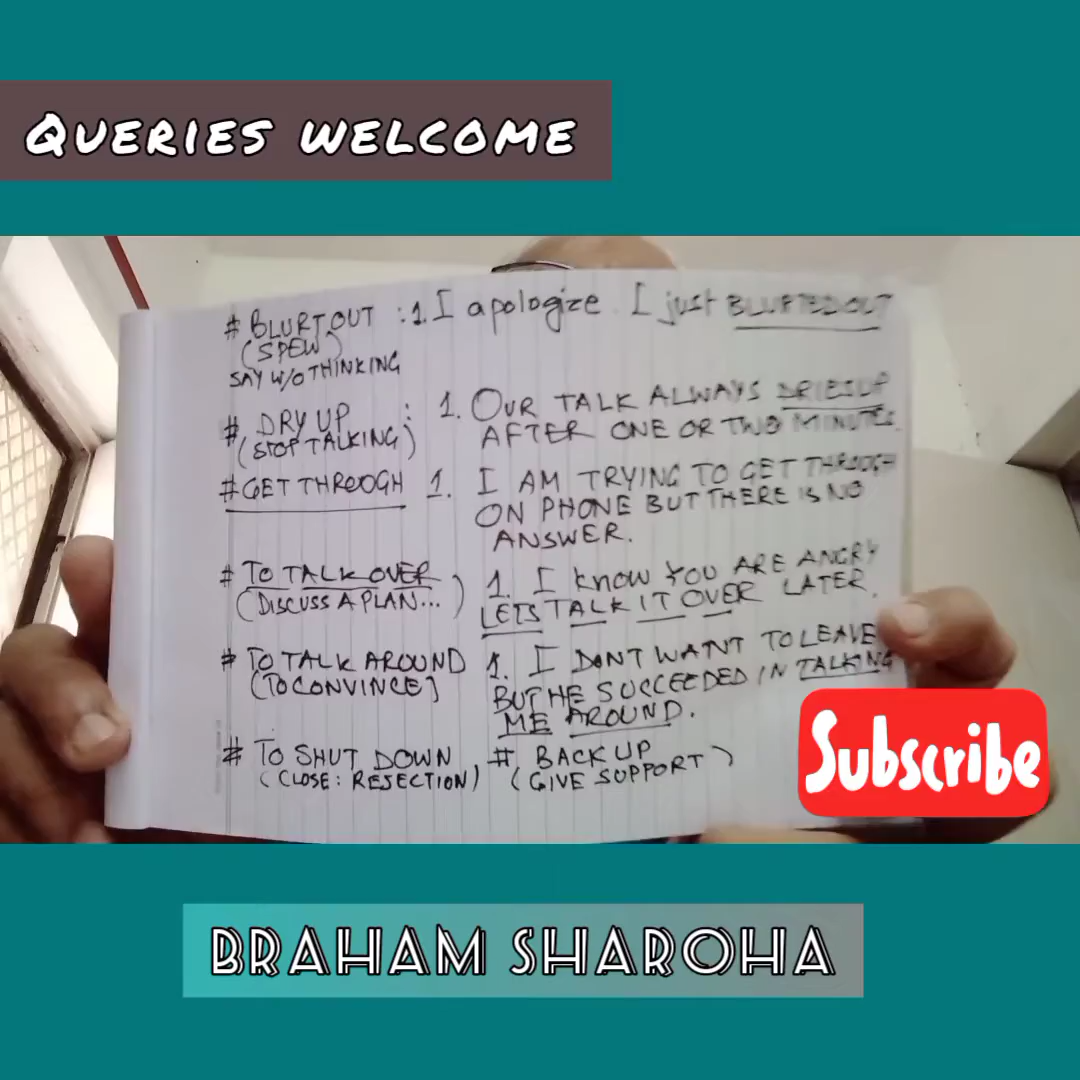 QUERIES WELCOME
# BLURT OUT : 1. I apologize. I just BLURTED OUT
(SPEW)
SAY W/O THINKING
# DRY UP : 1. OUR TALK ALWAYS DRIES UP
(STOP TALKING) AFTER ONE OR TWO MINUTES.
# GET THROUGH 1. I AM TRYING TO GET THROUGH
ON PHONE BUT THERE IS NO
ANSWER.
# TO TALK OVER 1. I KNOW YOU ARE ANGRY
(DISCUSS A PLAN...) LETS TALK IT OVER LATER.
# TO TALK AROUND 1. I DONT WANT TO LEAVE
(TO CONVINCE) BUT HE SUCCEEDED IN TALKING
ME AROUND.
# TO SHUT DOWN # BACK UP
(CLOSE: REJECTION) (GIVE SUPPORT)
Subscribe
BRAHAM SHAROHA